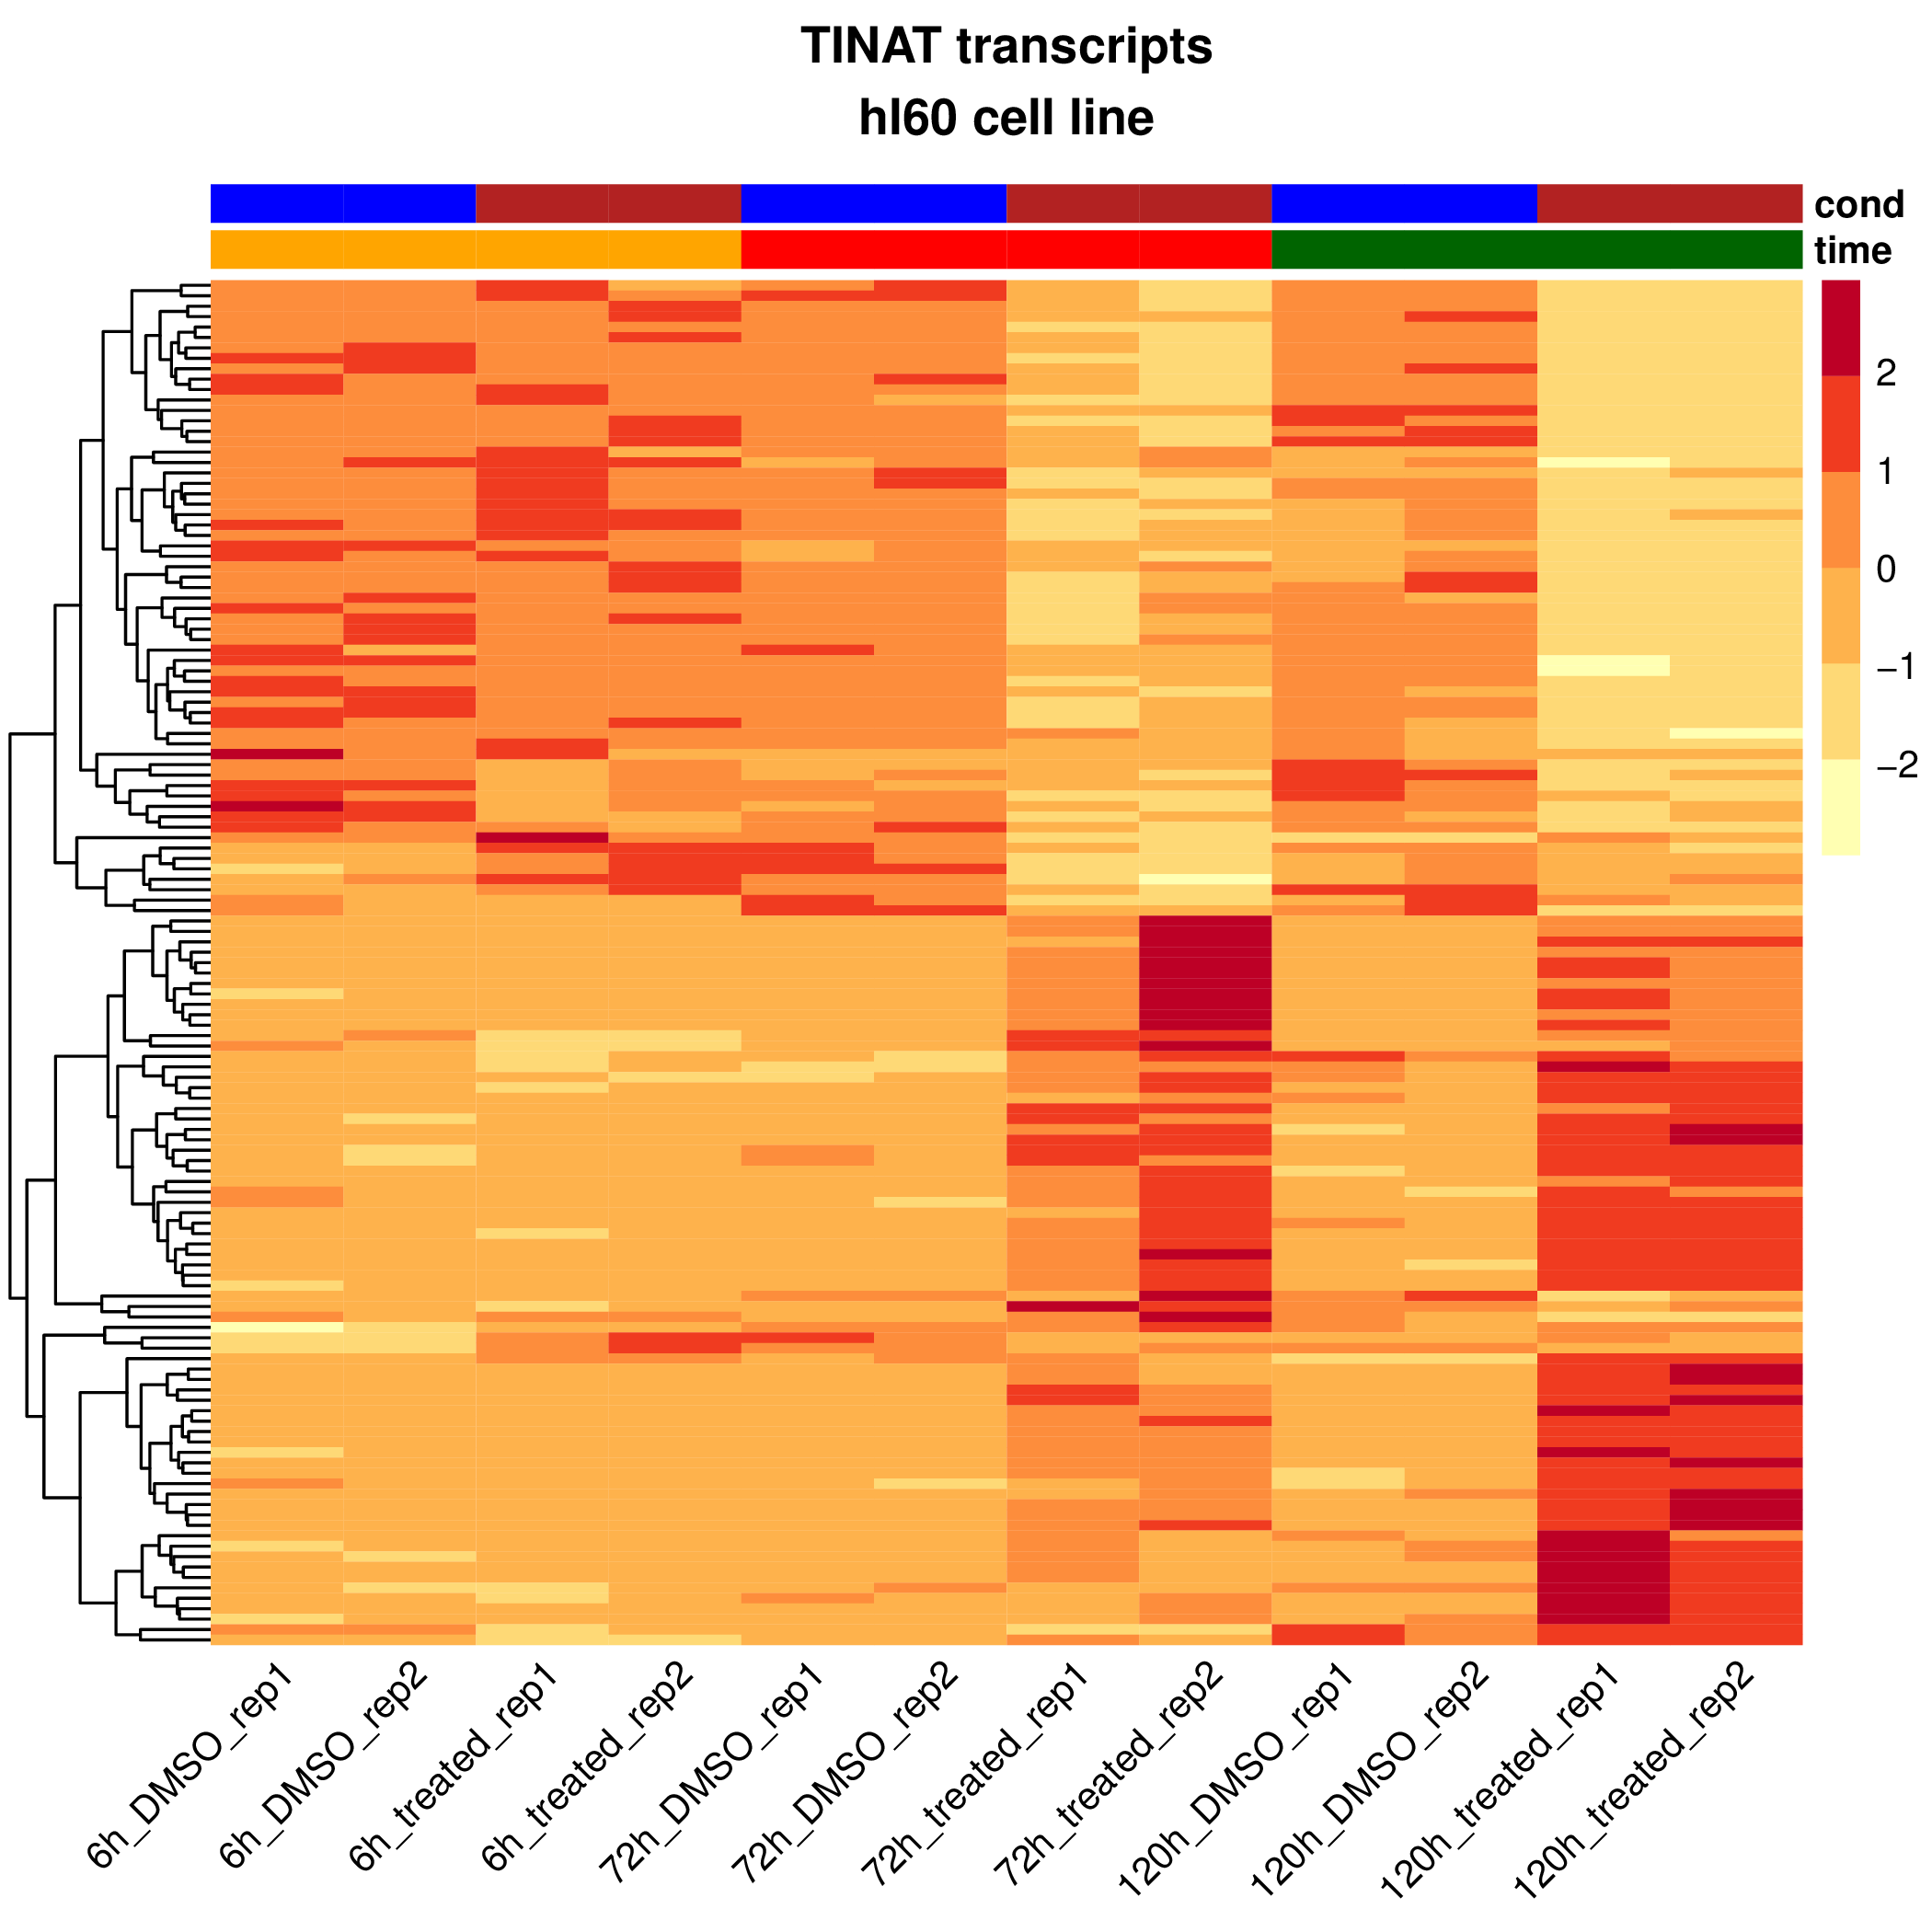 TINAT transcripts
hl60 cell line
cond
time
2
1
0
−1
−2
6h_DMSO_rep1
6h_DMSO_rep2
6h_treated_rep1
6h_treated_rep2
72h_DMSO_rep1
72h_DMSO_rep2
72h_treated_rep1
72h_treated_rep2
120h_DMSO_rep1
120h_DMSO_rep2
120h_treated_rep1
120h_treated_rep2